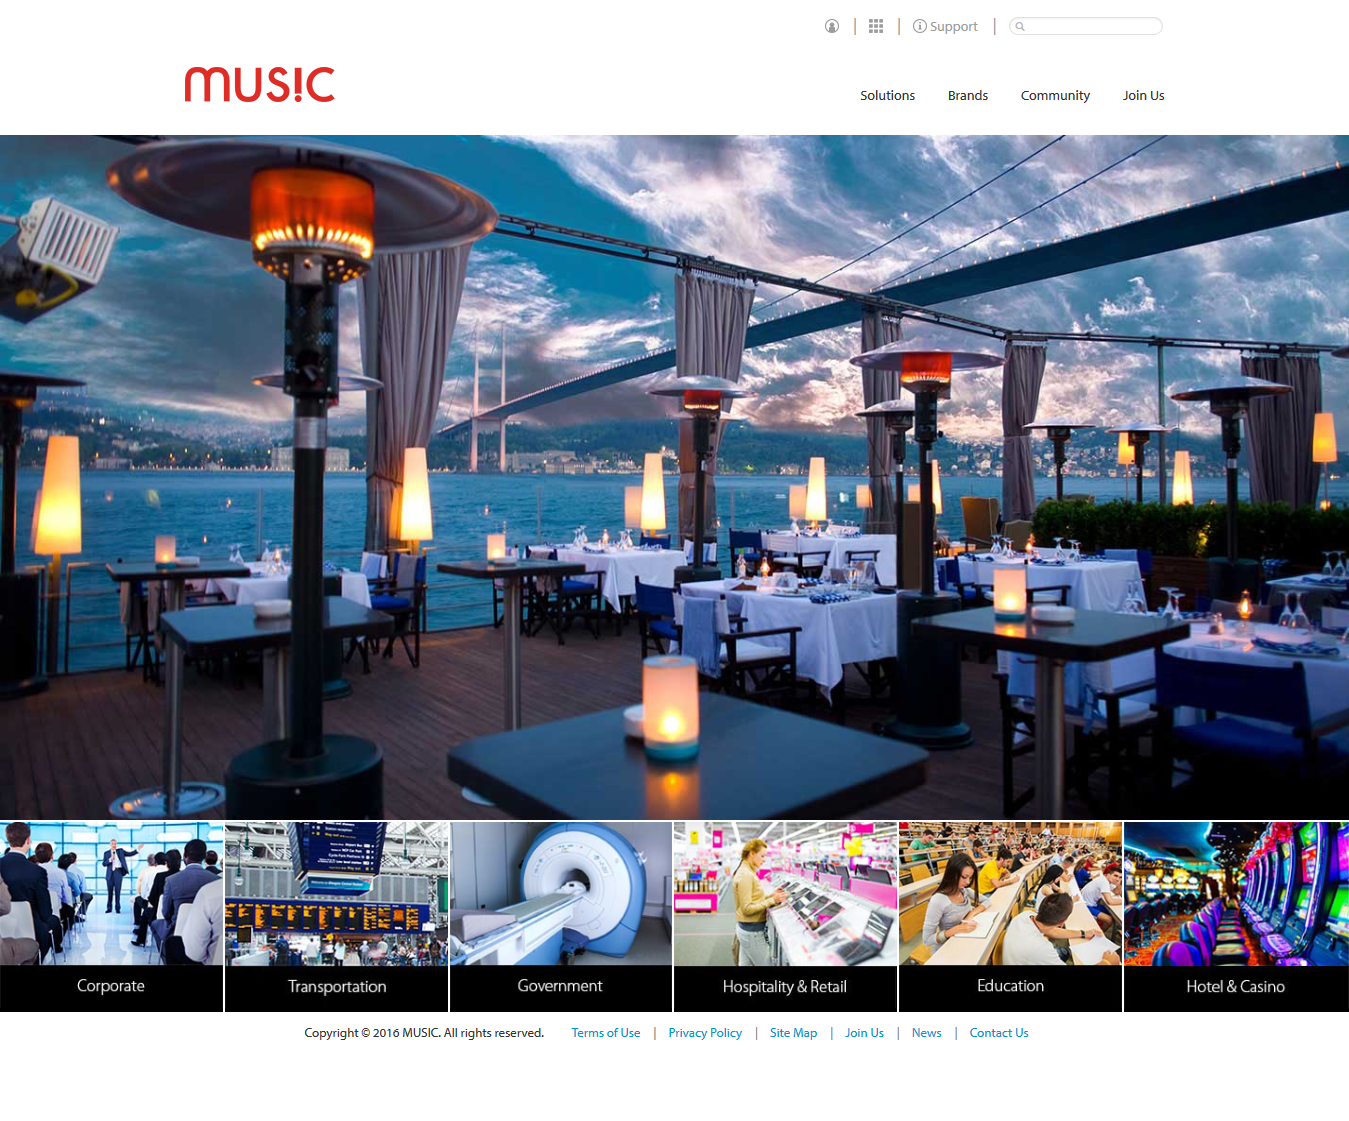 Support
MUS!C
Solutions Brands Community Join Us
Corporate
Transportation
Government
Hospitality & Retail
Education
Hotel & Casino
Copyright © 2016 MUSIC. All rights reserved. Terms of Use | Privacy Policy | Site Map | Join Us | News | Contact Us